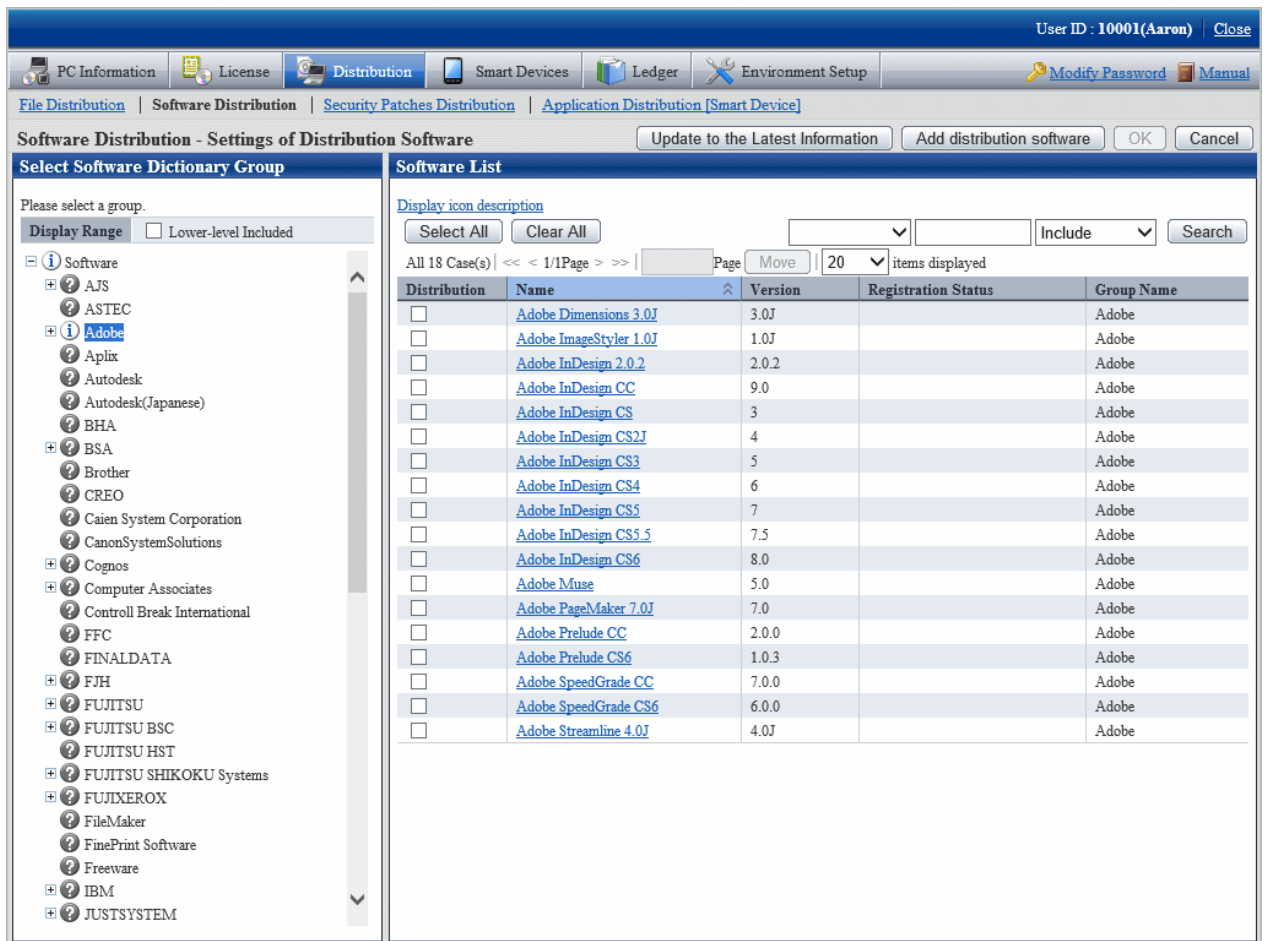 User ID : 10001(Aaron) Close
PC Information License Distribution Smart Devices Ledger Environment Setup Modify Password Manual
File Distribution Software Distribution Security Patches Distribution Application Distribution [Smart Device]
Software Distribution - Settings of Distribution Software Update to the Latest Information Add distribution software OK Cancel
Select Software Dictionary Group
Please select a group.
Display Range Lower-level Included
Software
AJS
ASTEC
Adobe
Aplix
Autodesk
Autodesk(Japanese)
BHA
BSA
Brother
CREO
Caien System Corporation
CanonSystemSolutions
Cognos
Computer Associates
Controll Break International
FFC
FINALDATA
FJH
FUJITSU
FUJITSU BSC
FUJITSU HST
FUJITSU SHIKOKU Systems
FUJIXEROX
FileMaker
FinePrint Software
Freeware
IBM
JUSTSYSTEM
Software List
Display icon description
Select All Clear All Include Search
All 18 Case(s) << < 1/1Page > >> Page Move 20 items displayed
Distribution Name Version Registration Status Group Name
Adobe Dimensions 3.0J 3.0J Adobe
Adobe ImageStyler 1.0J 1.0J Adobe
Adobe InDesign 2.0.2 2.0.2 Adobe
Adobe InDesign CC 9.0 Adobe
Adobe InDesign CS 3 Adobe
Adobe InDesign CS2J 4 Adobe
Adobe InDesign CS3 5 Adobe
Adobe InDesign CS4 6 Adobe
Adobe InDesign CS5 7 Adobe
Adobe InDesign CS5.5 7.5 Adobe
Adobe InDesign CS6 8.0 Adobe
Adobe Muse 5.0 Adobe
Adobe PageMaker 7.0J 7.0 Adobe
Adobe Prelude CC 2.0.0 Adobe
Adobe Prelude CS6 1.0.3 Adobe
Adobe SpeedGrade CC 7.0.0 Adobe
Adobe SpeedGrade CS6 6.0.0 Adobe
Adobe Streamline 4.0J 4.0J Adobe